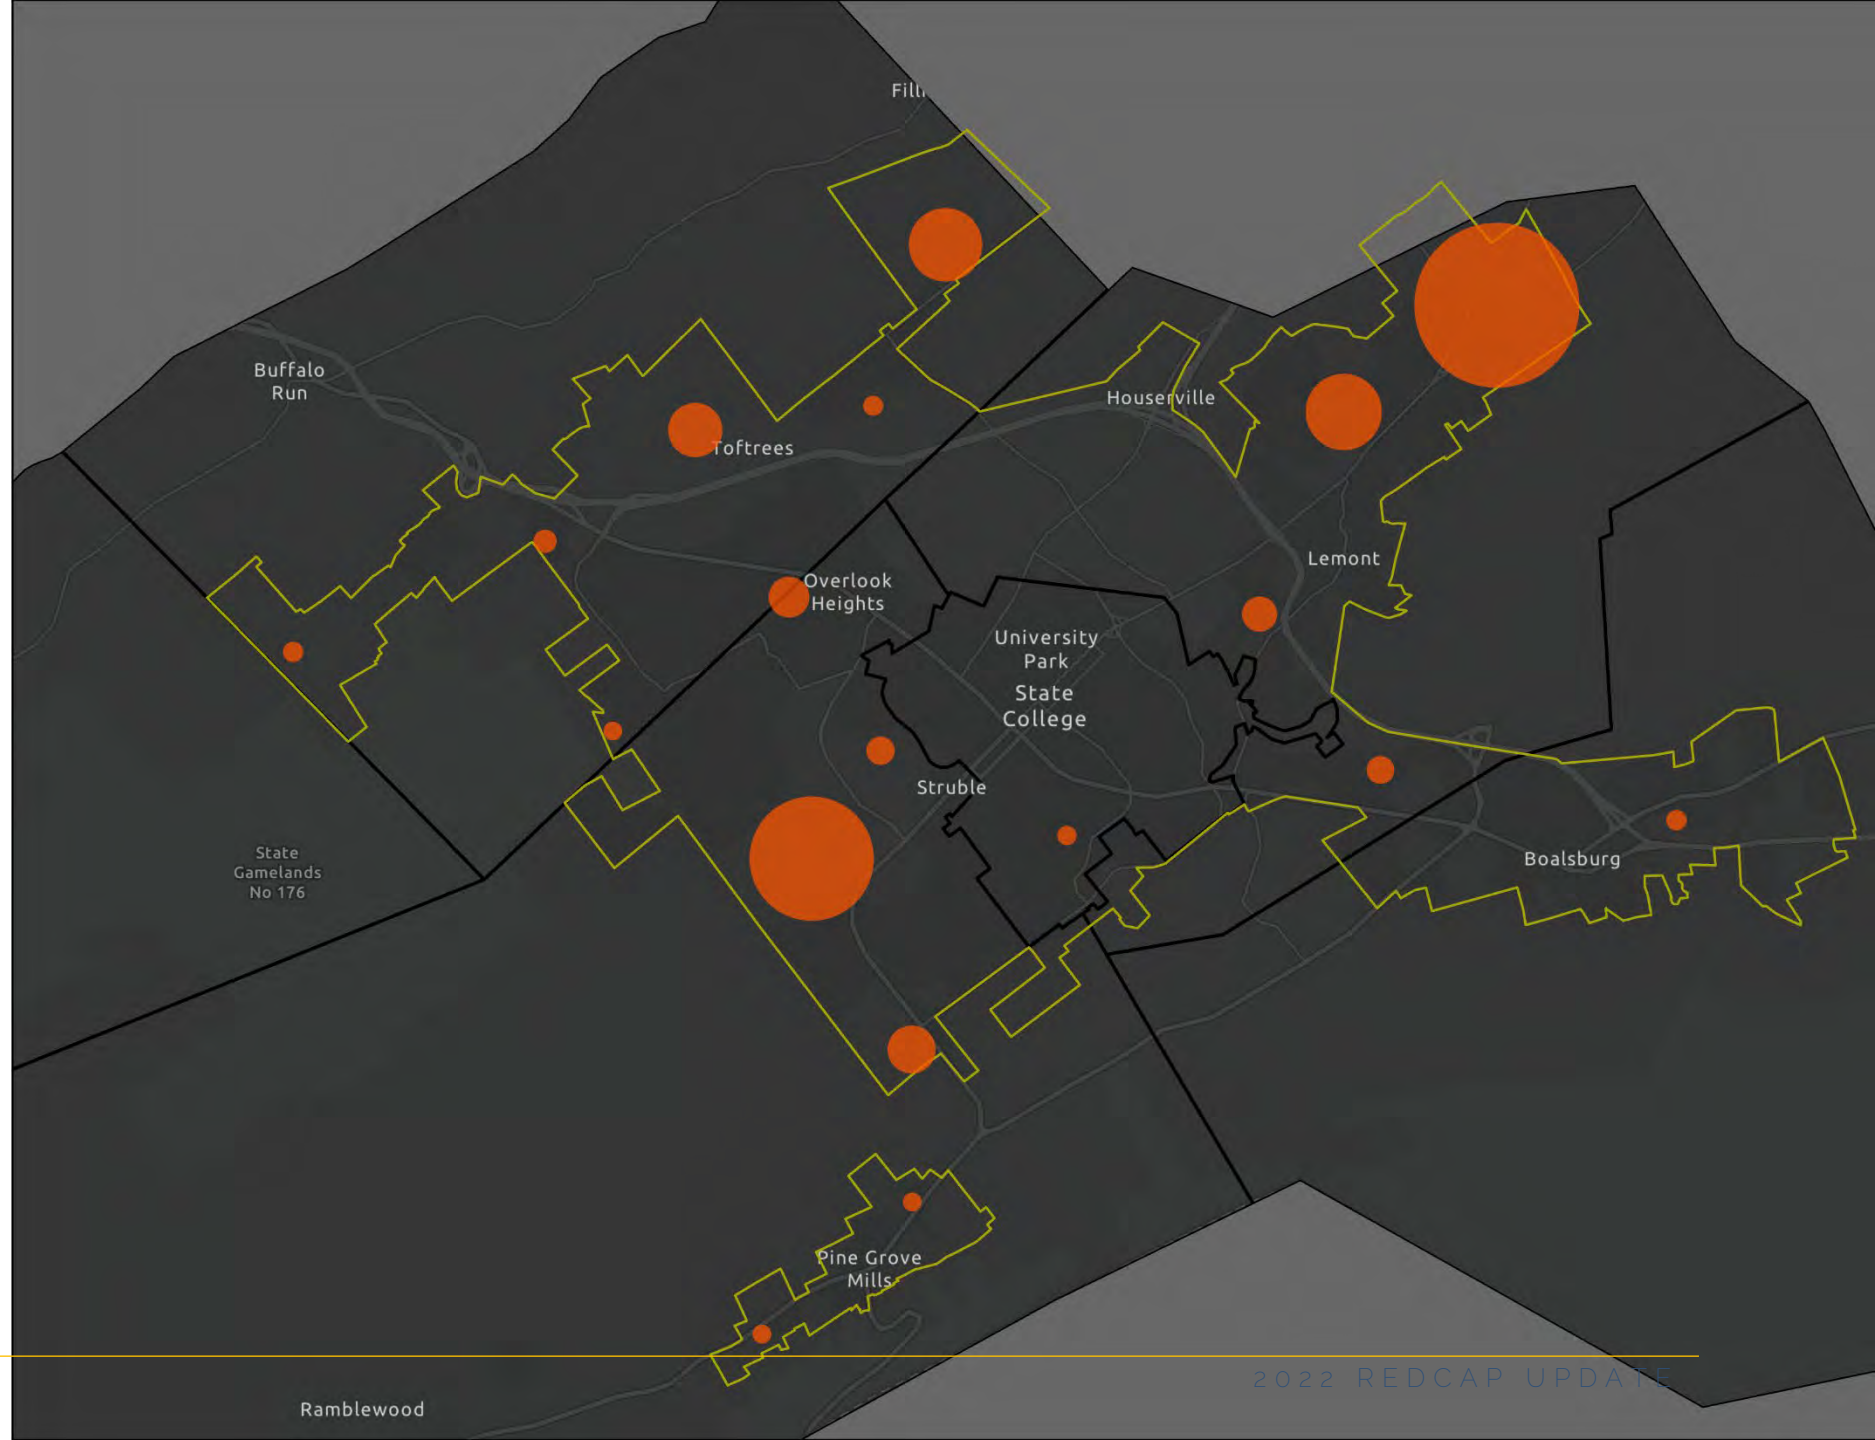 Buffalo
Run
Toftrees
Houserville
Lemont
Overlook
Heights
University
Park
State
College
Struble
Boalsburg
State
Gamelands
No 176
Pine Grove
Mills
Ramblewood
2022 REDCAP UPDATE